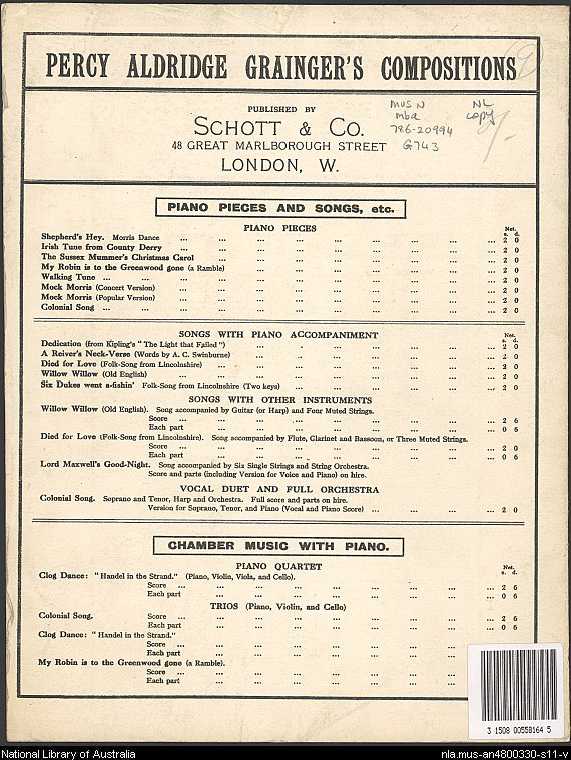 PERCY ALDRIDGE GRAINGER'S COMPOSITIONS
PUBLISHED BY
SCHOTT & CO.
48 GREAT MARLBOROUGH STREET
LONDON, W.
MUS N
mba
786-20994
G743
NL
copy
PIANO PIECES AND SONGS, etc.
PIANO PIECES
Net.
s. d.
Shepherd's Hey. Morris Dance ... 2 0
Irish Tune from County Derry ... 2 0
The Sussex Mummer's Christmas Carol ... 2 0
My Robin is to the Greenwood gone (a Ramble) ... 2 0
Walking Tune ... 2 0
Mock Morris (Concert Version) ... 2 0
Mock Morris (Popular Version) ... 2 0
Colonial Song ... 2 0
SONGS WITH PIANO ACCOMPANIMENT
Net.
s. d.
Dedication (from Kipling's "The Light that Failed") ... 2 0
A Reiver's Neck-Verse (Words by A. C. Swinburne) ... 2 0
Died for Love (Folk-Song from Lincolnshire) ... 2 0
Willow Willow (Old English) ... 2 0
Six Dukes went a-fishin' Folk-Song from Lincolnshire (Two keys) ... 2 0
SONGS WITH OTHER INSTRUMENTS
Willow Willow (Old English). Song accompanied by Guitar (or Harp) and Four Muted Strings.
Score ... 2 6
Each part ... 0 6
Died for Love (Folk-Song from Lincolnshire). Song accompanied by Flute, Clarinet and Bassoon, or Three Muted Strings.
Score ... 2 0
Each part ... 0 6
Lord Maxwell's Good-Night. Song accompanied by Six Single Strings and String Orchestra.
Score and parts (including Version for Voice and Piano) on hire.
VOCAL DUET AND FULL ORCHESTRA
Colonial Song. Soprano and Tenor, Harp and Orchestra. Full score and parts on hire.
Version for Soprano, Tenor, and Piano (Vocal and Piano Score) ... 2 0
CHAMBER MUSIC WITH PIANO.
PIANO QUARTET
Net.
s. d.
Clog Dance: "Handel in the Strand." (Piano, Violin, Viola, and Cello).
Score ... 2 6
Each part ... 0 6
TRIOS (Piano, Violin, and Cello)
Colonial Song.
Score ... 2 6
Each part ... 0 6
Clog Dance: "Handel in the Strand."
Score ...
Each part ...
My Robin is to the Greenwood gone (a Ramble).
Score ...
Each part ...
3 1508 00558164 5
National Library of Australia
nla.mus-an4800330-s11-v